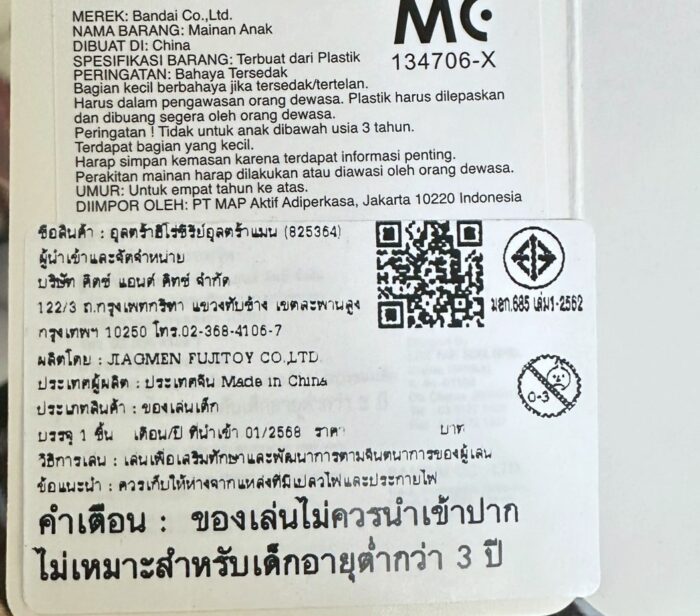 MEREK: Bandai Co.,Ltd.
NAMA BARANG: Mainan Anak
DIBUAT DI: China
SPESIFIKASI BARANG: Terbuat dari Plastik
PERINGATAN: Bahaya Tersedak
Bagian kecil berbahaya jika tersedak/tertelan.
Harus dalam pengawasan orang dewasa. Plastik harus dilepaskan
dan dibuang segera oleh orang dewasa.
Peringatan ! Tidak untuk anak dibawah usia 3 tahun.
Terdapat bagian yang kecil.
Harap simpan kemasan karena terdapat informasi penting.
Perakitan mainan harap dilakukan atau diawasi oleh orang dewasa.
UMUR: Untuk empat tahun ke atas.
DIIMPOR OLEH: PT MAP Aktif Adiperkasa, Jakarta 10220 Indonesia
MC
134706-X
ชื่อสินค้า : อุลตร้าฮีโร่ซีรีย์อุลตร้าแมน (825364)
ผู้นำเข้าและจัดจำหน่าย
บริษัท คิดซ์ แอนด์ คิทซ์ จำกัด
122/3 ถ.กรุงเทพกรีฑา แขวงทับช้าง เขตสะพานสูง
กรุงเทพฯ 10250 โทร.02-368-4106-7
ผลิตโดย : JIAGMEN FUJITOY CO.,LTD
ประเทศผู้ผลิต : ประเทศจีน Made in China
ประเภทสินค้า : ของเล่นเด็ก
บรรจุ 1 ชิ้น เดือน/ปี ที่นำเข้า 01/2568 ราคา บาท
วิธีการเล่น : เล่นเพื่อเสริมทักษะและพัฒนาการตามจินตนาการของผู้เล่น
ข้อแนะนำ : ควรเก็บให้ห่างจากแหล่งที่มีเปลวไฟและประกายไฟ
คำเตือน : ของเล่นไม่ควรนำเข้าปาก
ไม่เหมาะสำหรับเด็กอายุต่ำกว่า 3 ปี
มอก.685 เล่ม1-2562
0-3